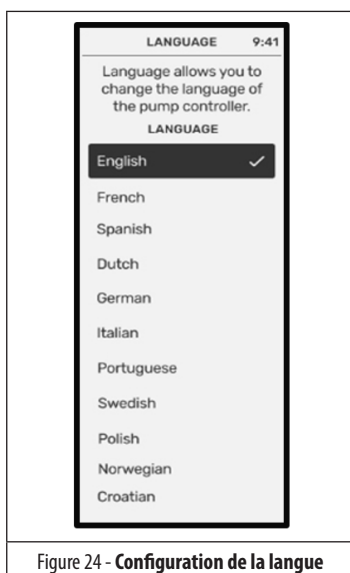 LANGUAGE 9:41
Language allows you to
change the language of
the pump controller.
LANGUAGE
English
French
Spanish
Dutch
German
Italian
Portuguese
Swedish
Polish
Norwegian
Croatian
Figure 24 - Configuration de la langue